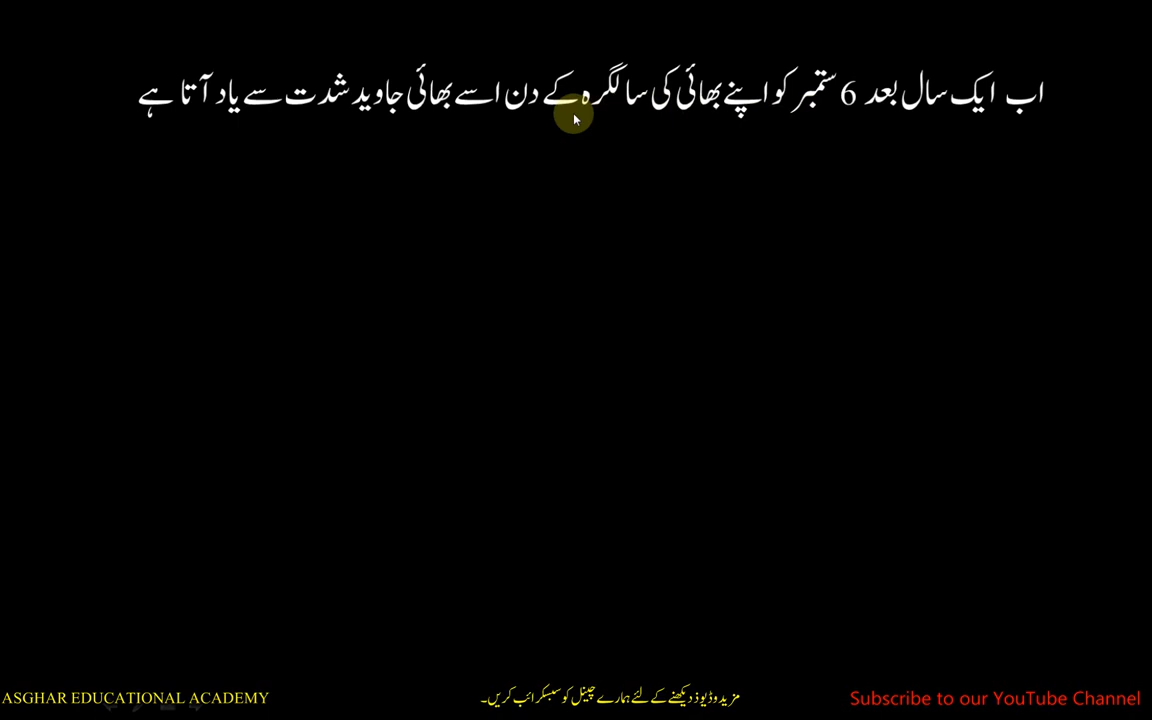 اب ایک سال بعد 6 ستمبر کو اپنے بھائی کی سالگرہ کے دن اسے بھائی جاوید شدت سے یاد آتا ہے
ASGHAR EDUCATIONAL ACADEMY
مزید وڈیوز دیکھنے کے لئے ہمارے چینل کو سبسکرائب کریں۔
Subscribe to our YouTube Channel